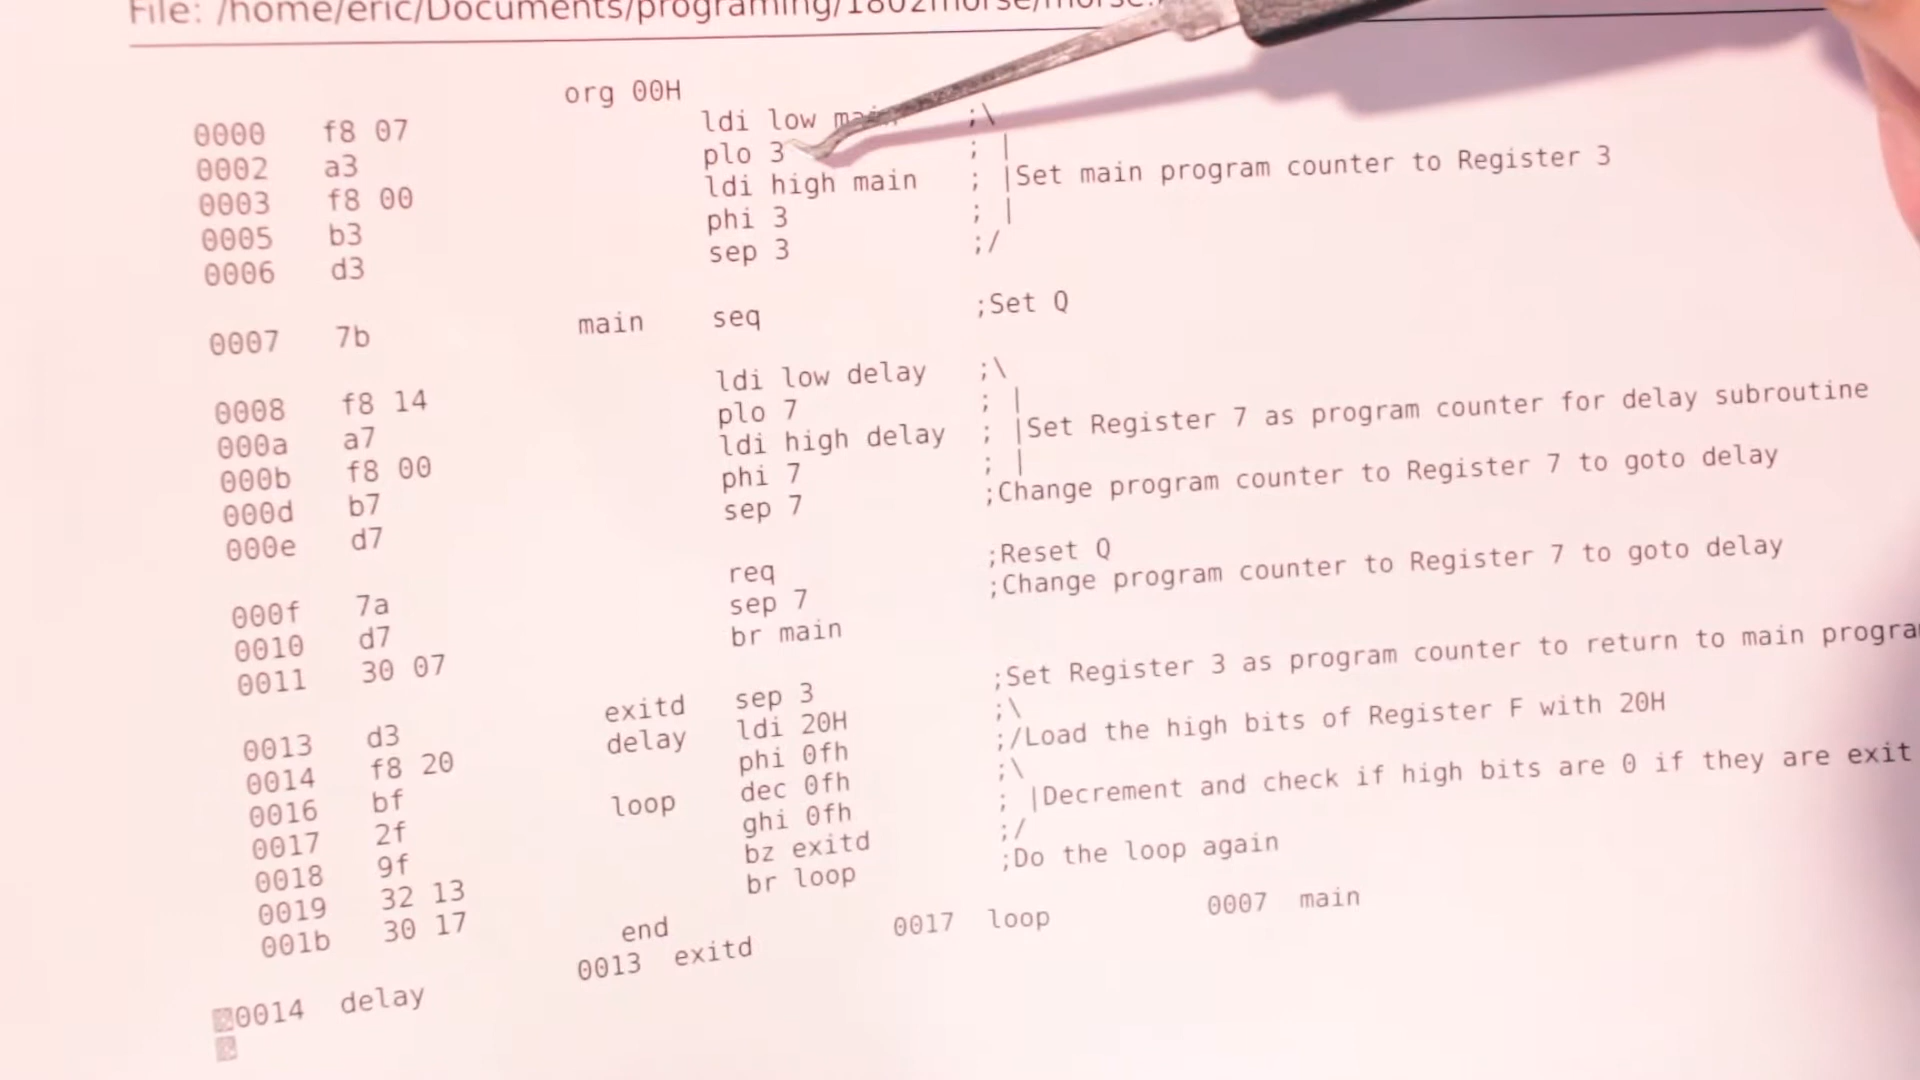 File: /home/eric/Documents/programing/1802morse/morse.
org 00H
0000 f8 07 ldi low main ;\
0002 a3 plo 3 ; |
0003 f8 00 ldi high main ; |Set main program counter to Register 3
0005 b3 phi 3 ; |
0006 d3 sep 3 ;/
0007 7b main seq ;Set Q
0008 f8 14 ldi low delay ;\
000a a7 plo 7 ; |
000b f8 00 ldi high delay ; |Set Register 7 as program counter for delay subroutine
000d b7 phi 7 ; |
000e d7 sep 7 ;Change program counter to Register 7 to goto delay
000f 7a req ;Reset Q
0010 d7 sep 7 ;Change program counter to Register 7 to goto delay
0011 30 07 br main
0013 d3 exitd sep 3 ;Set Register 3 as program counter to return to main progra
0014 f8 20 delay ldi 20H ;\
0016 bf phi 0fh ;/Load the high bits of Register F with 20H
0017 2f loop dec 0fh ;\
0018 9f ghi 0fh ; |Decrement and check if high bits are 0 if they are exit
0019 32 13 bz exitd ;/
001b 30 17 br loop ;Do the loop again
end
0014 delay 0013 exitd 0017 loop 0007 main